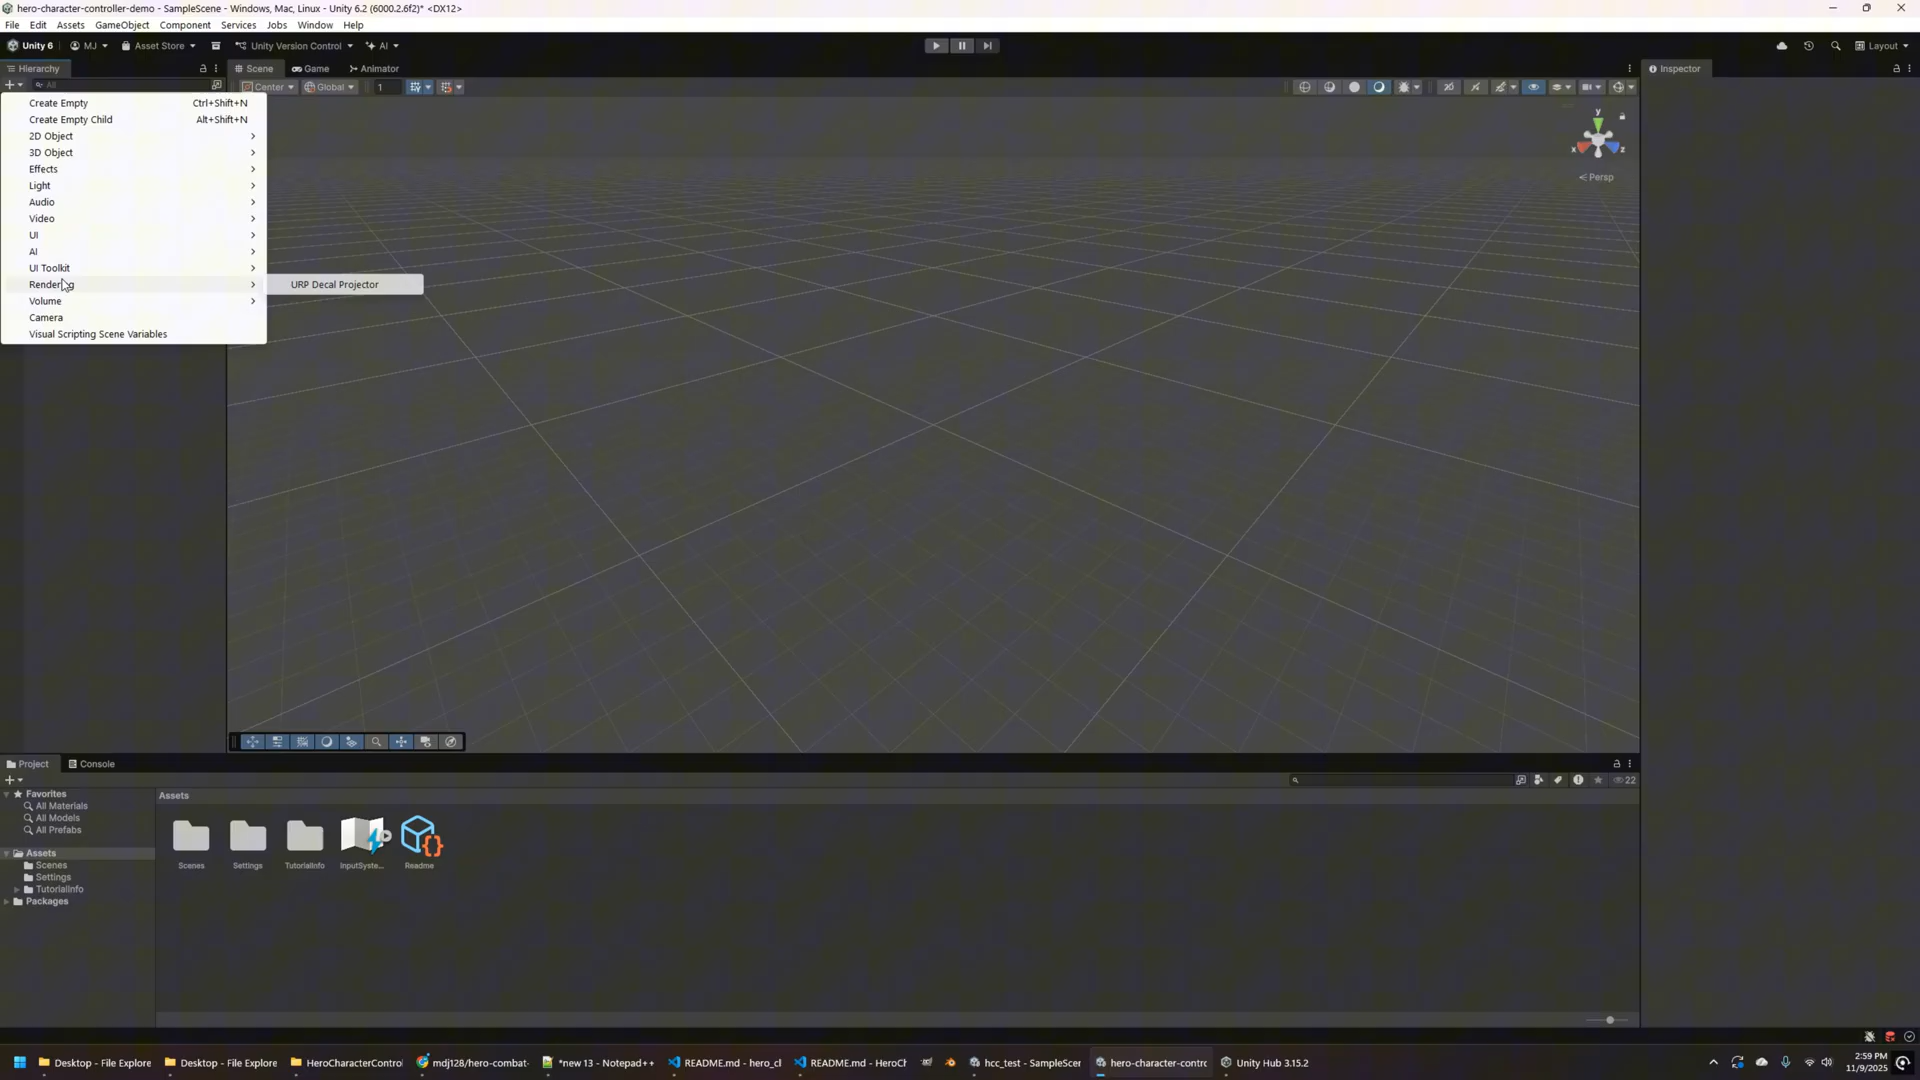 hero-character-controller-demo - SampleScene - Windows, Mac, Linux - Unity 6.2 (6000.2.6f2)* <DX12>
File Edit Assets GameObject Component Services Jobs Window Help
Unity 6 MJ Asset Store Unity Version Control AI Layout
Hierarchy Scene Game Animator Inspector
All Center Global 1
Create Empty Ctrl+Shift+N
Create Empty Child Alt+Shift+N
2D Object
3D Object
Effects
Light
Audio
Video
UI
AI
UI Toolkit
Rendering URP Decal Projector
Volume
Camera
Visual Scripting Scene Variables
y
x z
Persp
Project Console
22
Favorites
All Materials
All Models
All Prefabs
Assets
Scenes
Settings
TutorialInfo
Packages
Assets
Scenes Settings TutorialInfo InputSyste... Readme
Desktop - File Explore Desktop - File Explore HeroCharacterControl mdj128/hero-combat- *new 13 - Notepad++ README.md - hero_cl README.md - HeroCh hcc_test - SampleScer hero-character-contrc Unity Hub 3.15.2
2:59 PM
11/9/2025